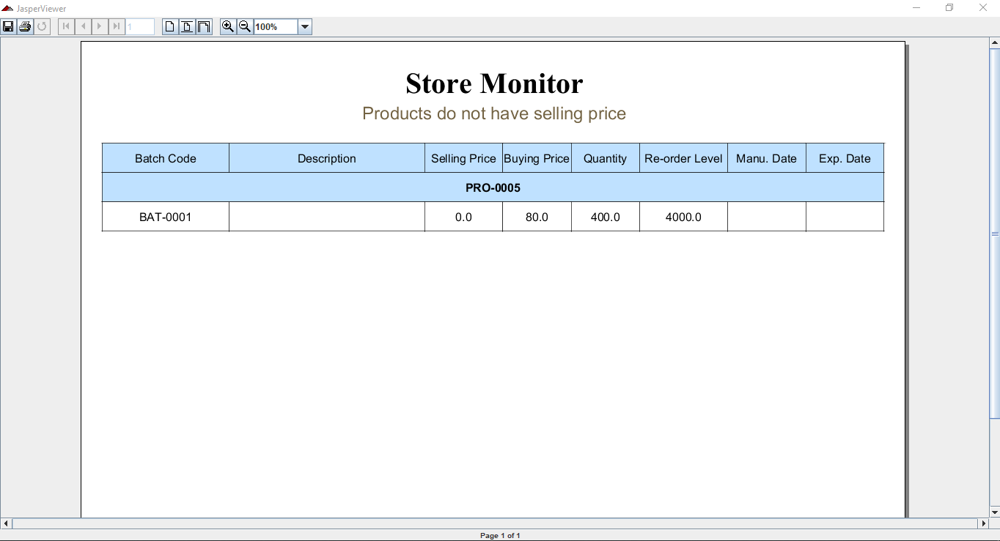 JasperViewer
1 100%
Store Monitor
Products do not have selling price
Batch Code Description Selling Price Buying Price Quantity Re-order Level Manu. Date Exp. Date
PRO-0005
BAT-0001 0.0 80.0 400.0 4000.0
Page 1 of 1